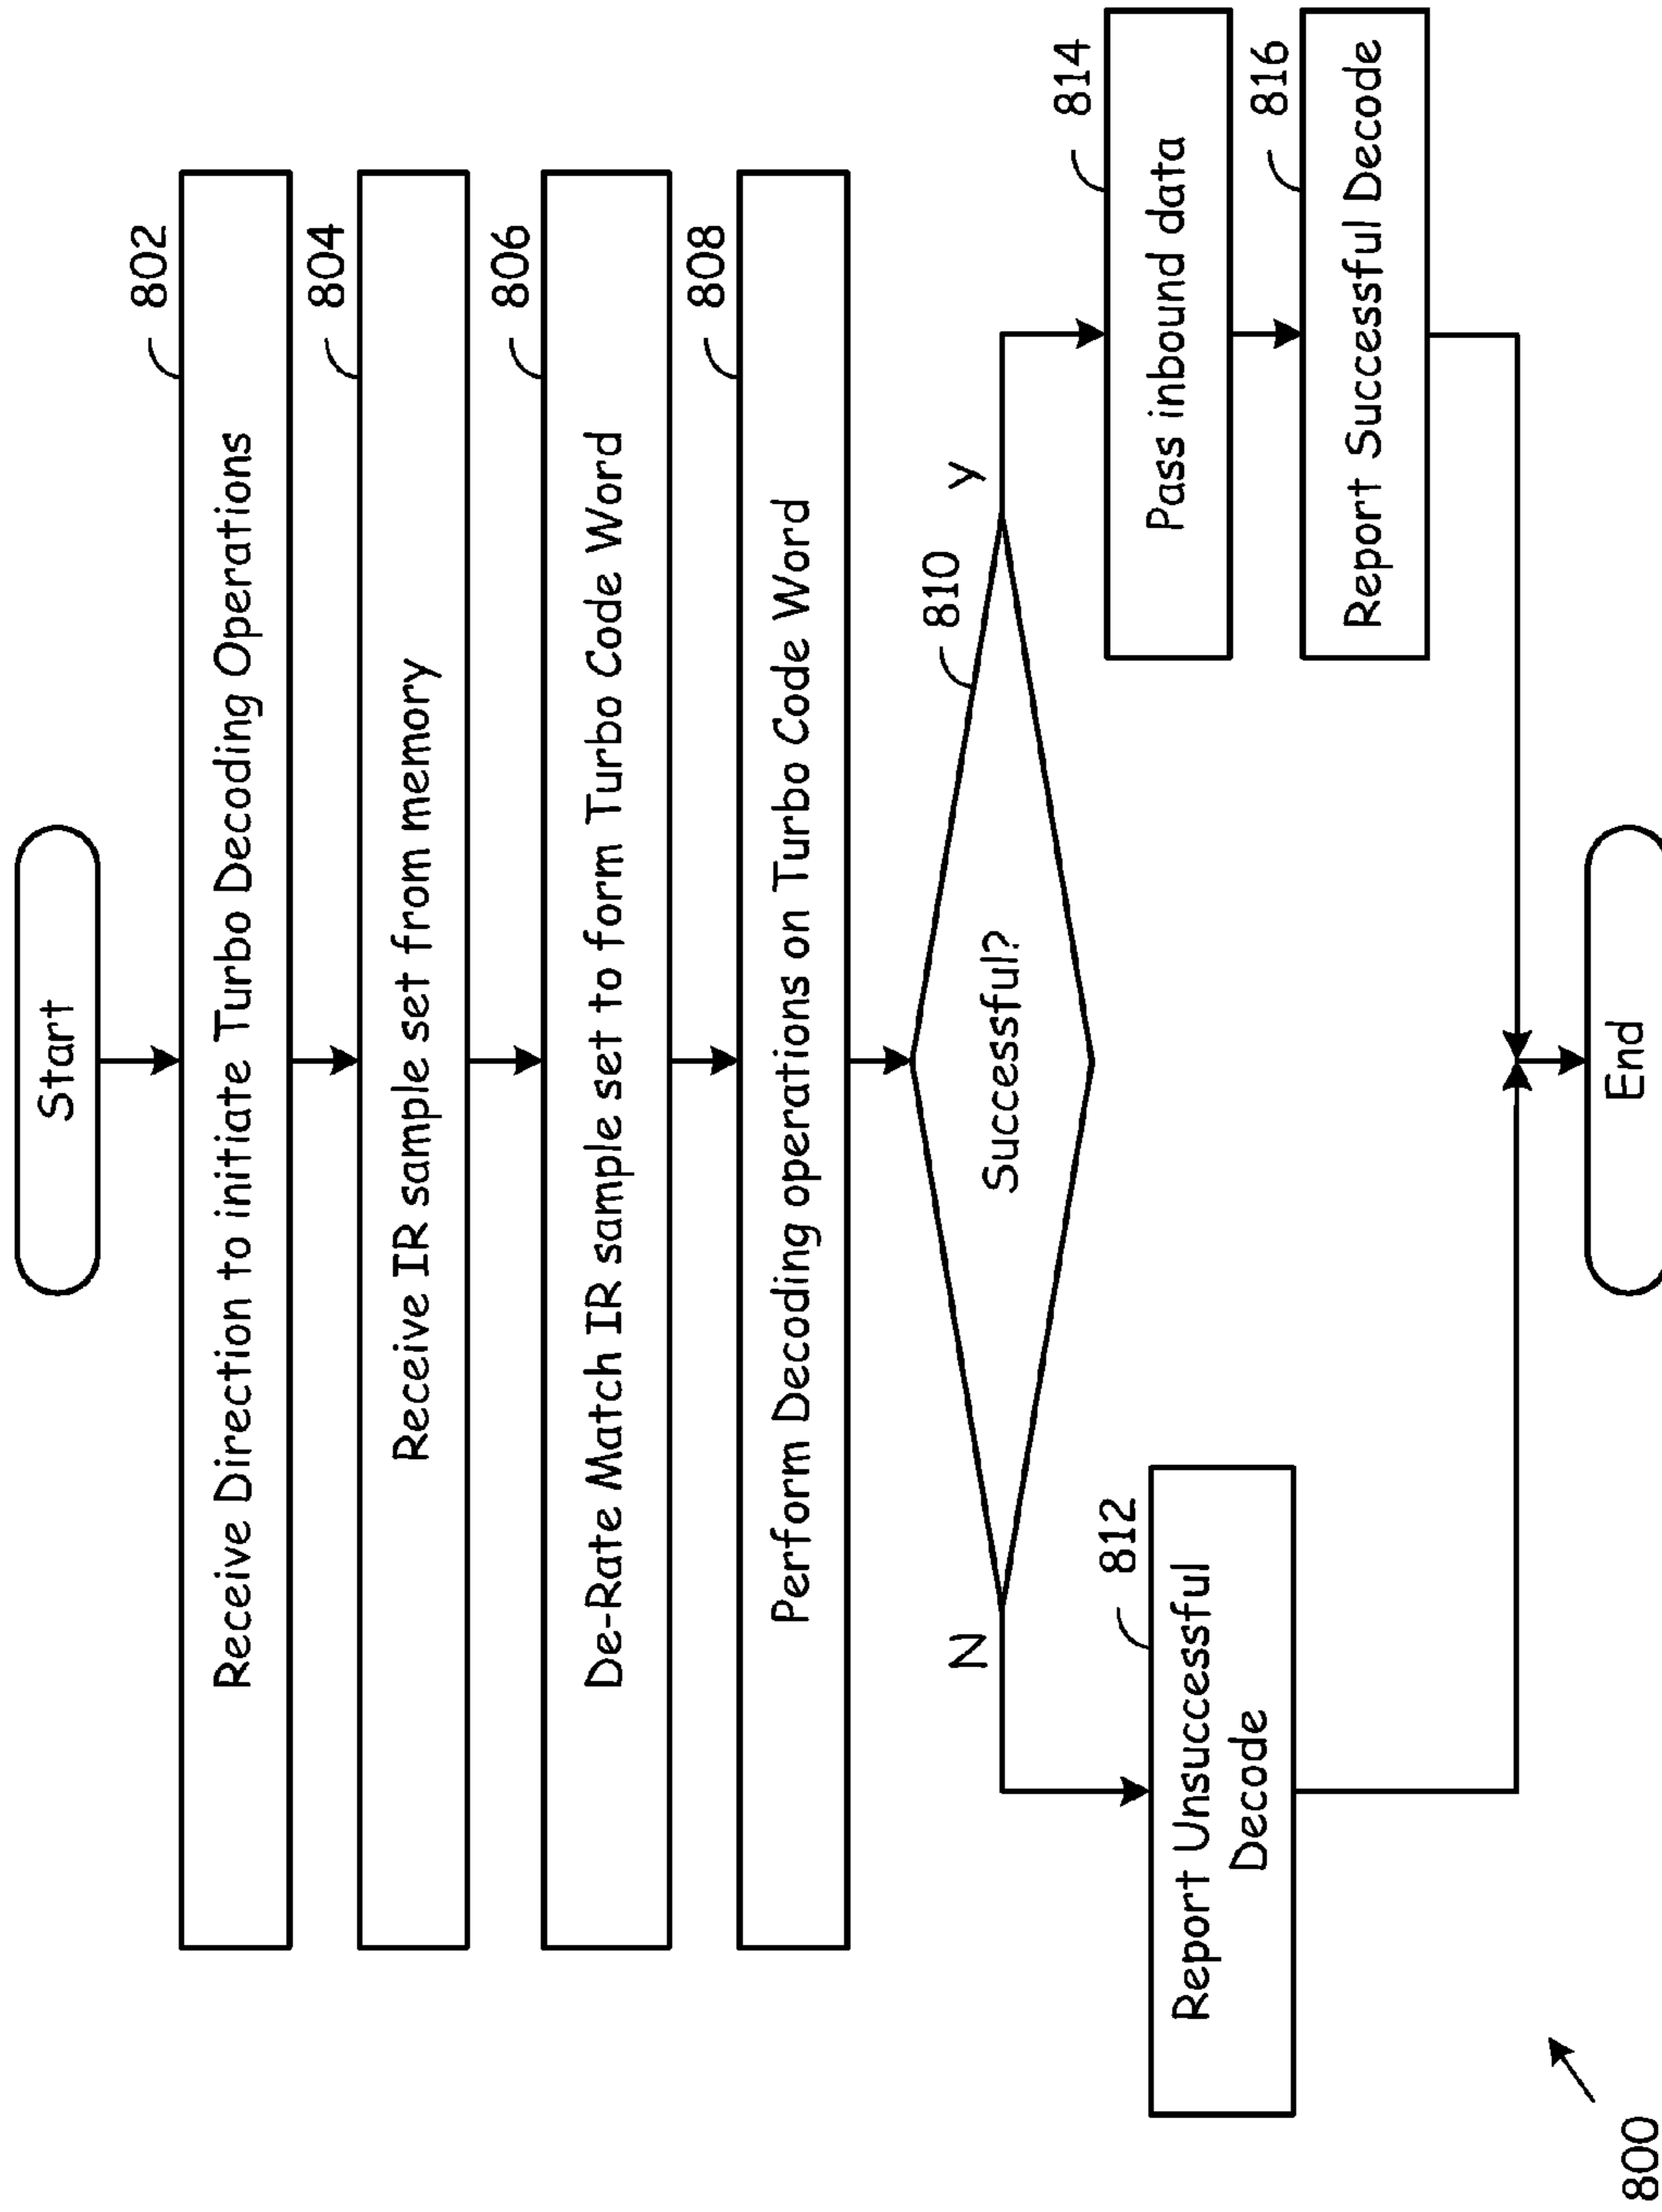 Start
802
Receive Direction to initiate Turbo Decoding Operations
804
Receive IR sample set from memory
806
De-Rate Match IR sample set to form Turbo Code Word
808
Perform Decoding operations on Turbo Code Word
810
Successful?
N
Y
812
Report Unsuccessful
Decode
814
Pass inbound data
816
Report Successful Decode
End
800